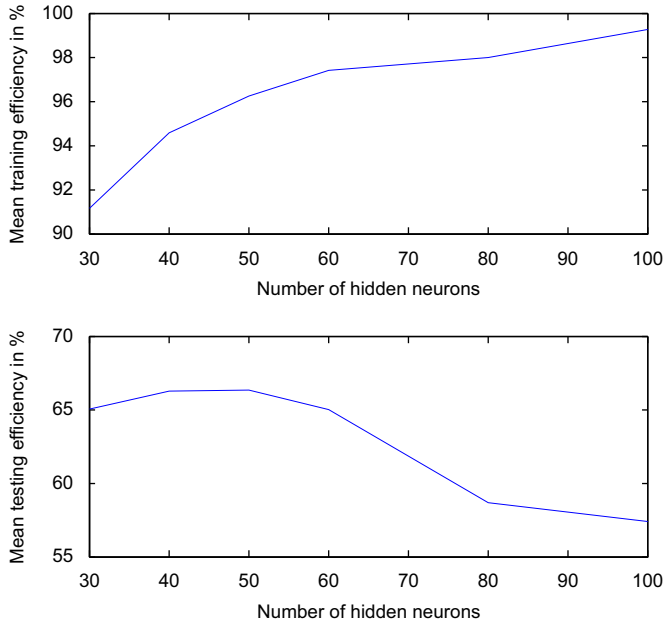 Mean training efficiency in %
100
98
96
94
92
90
30 40 50 60 70 80 90 100
Number of hidden neurons
Mean testing efficiency in %
70
65
60
55
30 40 50 60 70 80 90 100
Number of hidden neurons